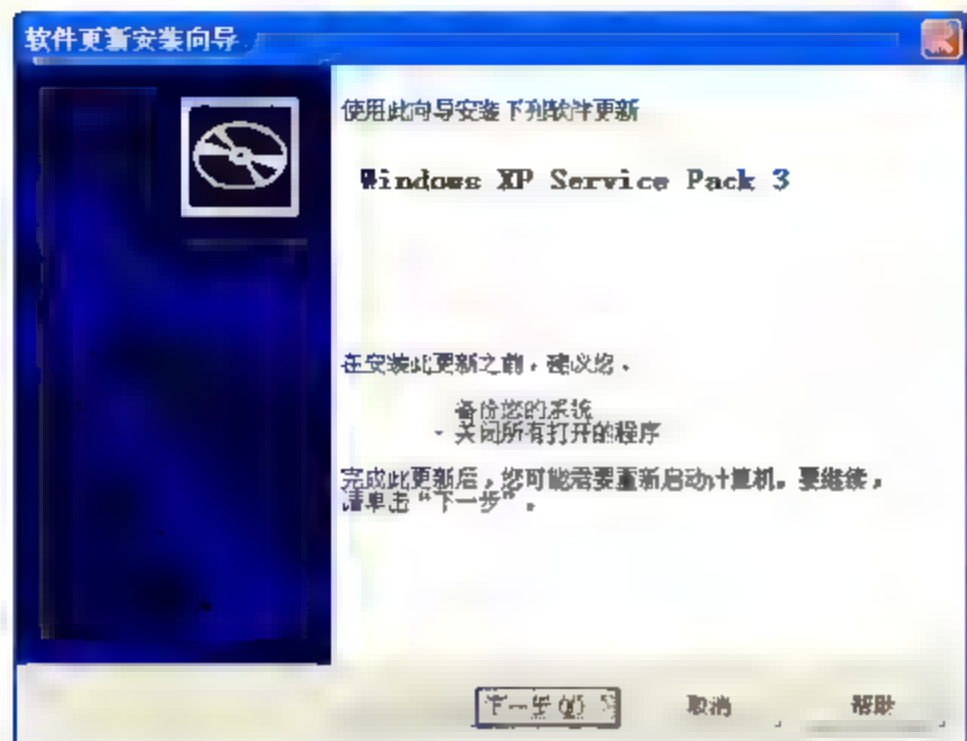 软件更新安装向导
使用此向导安装下列软件更新
Windows XP Service Pack 3
在安装此更新之前，建议您：
备份您的系统
- 关闭所有打开的程序
完成此更新后，您可能需要重新启动计算机。要继续，
请单击“下一步”。
下一步(N) >
取消
帮助